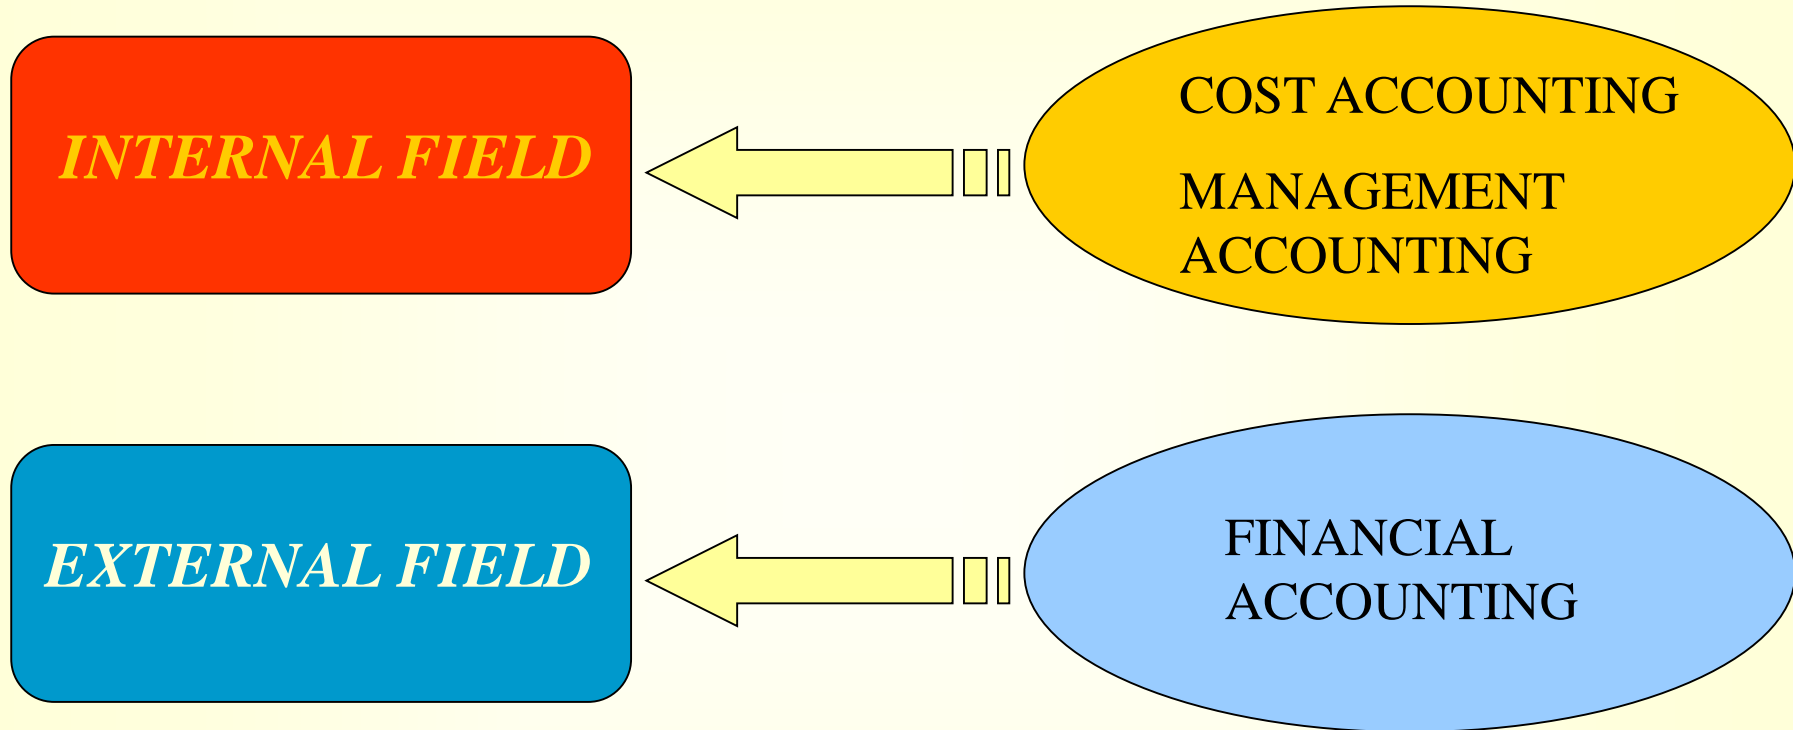 INTERNAL FIELD
COST ACCOUNTING
MANAGEMENT
ACCOUNTING
EXTERNAL FIELD
FINANCIAL
ACCOUNTING